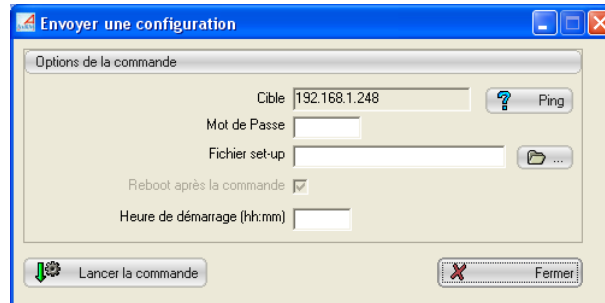 Envoyer une configuration
Options de la commande
Cible 192.168.1.248 ? Ping
Mot de Passe
Fichier set-up ...
Reboot après la commande
Heure de démarrage (hh:mm)
Lancer la commande Fermer